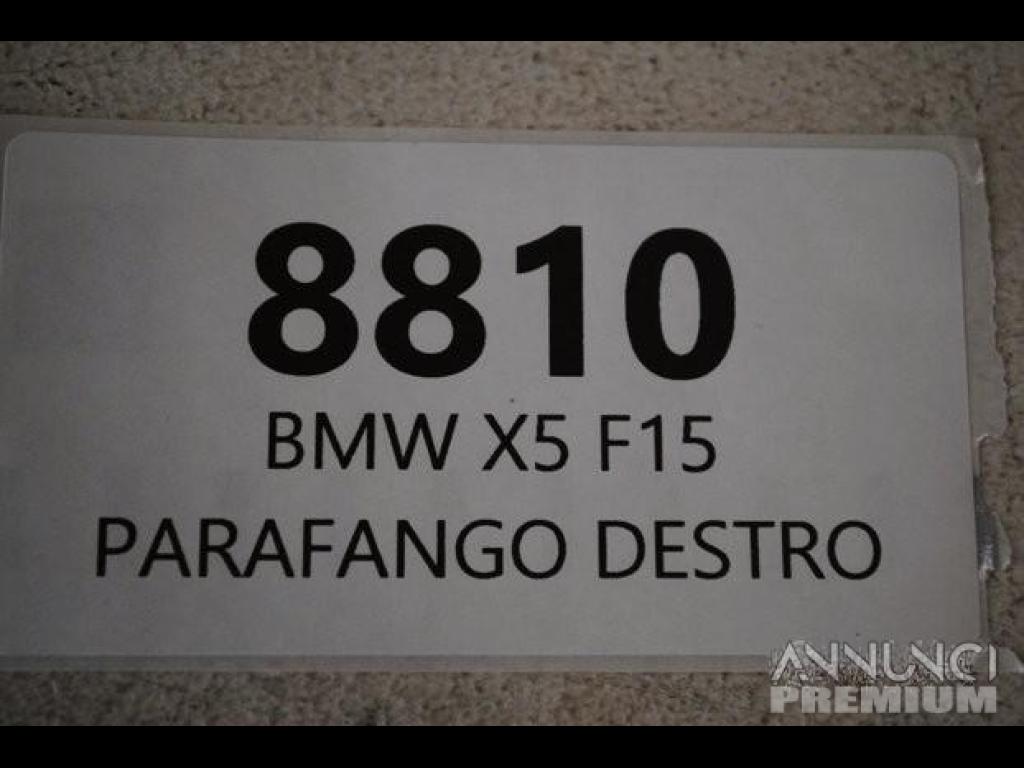 8810
BMW X5 F15
PARAFANGO DESTRO
ANNUNCI
PREMIUM